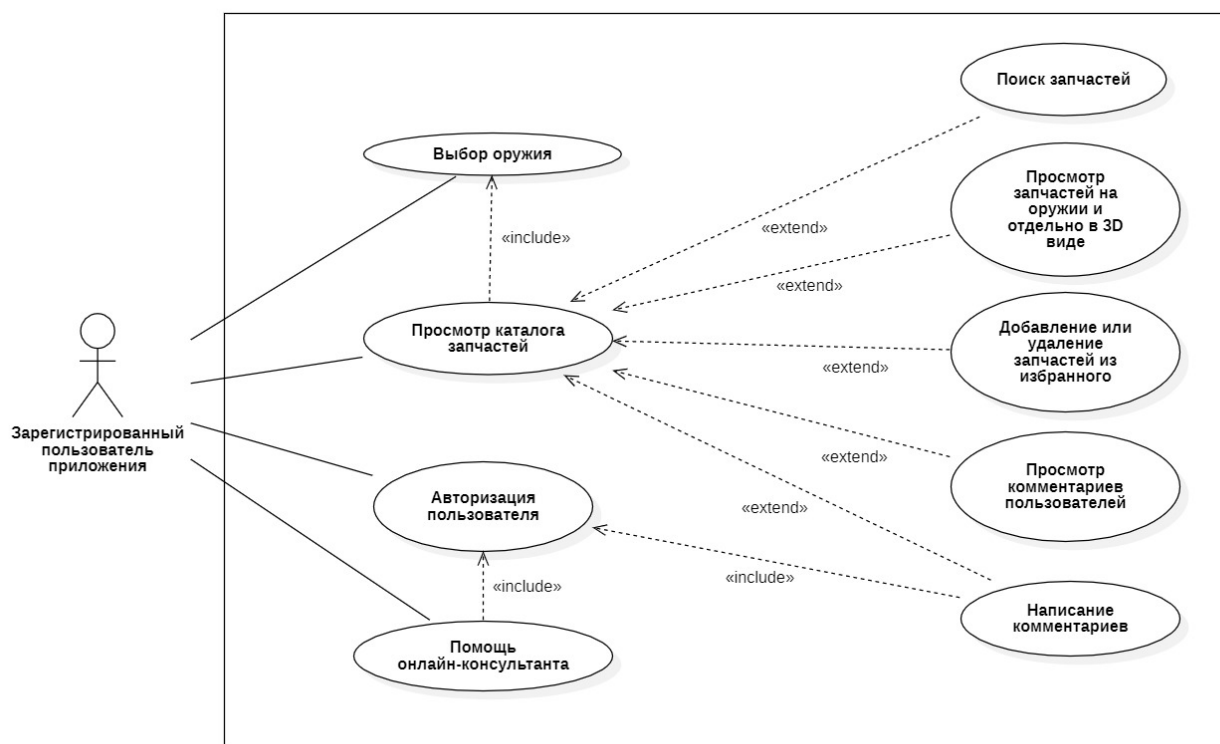 Поиск запчастей
Выбор оружия
Просмотр
запчастей на
оружии и
отдельно в 3D
виде
«extend»
«include»
«extend»
Просмотр каталога
запчастей
Добавление или
удаление
запчастей из
избранного
«extend»
Зарегистрированный
пользователь
приложения
«extend»
Просмотр
комментариев
пользователей
Авторизация
пользователя
«extend»
«include»
«include»
Написание
комментариев
Помощь
онлайн-консультанта